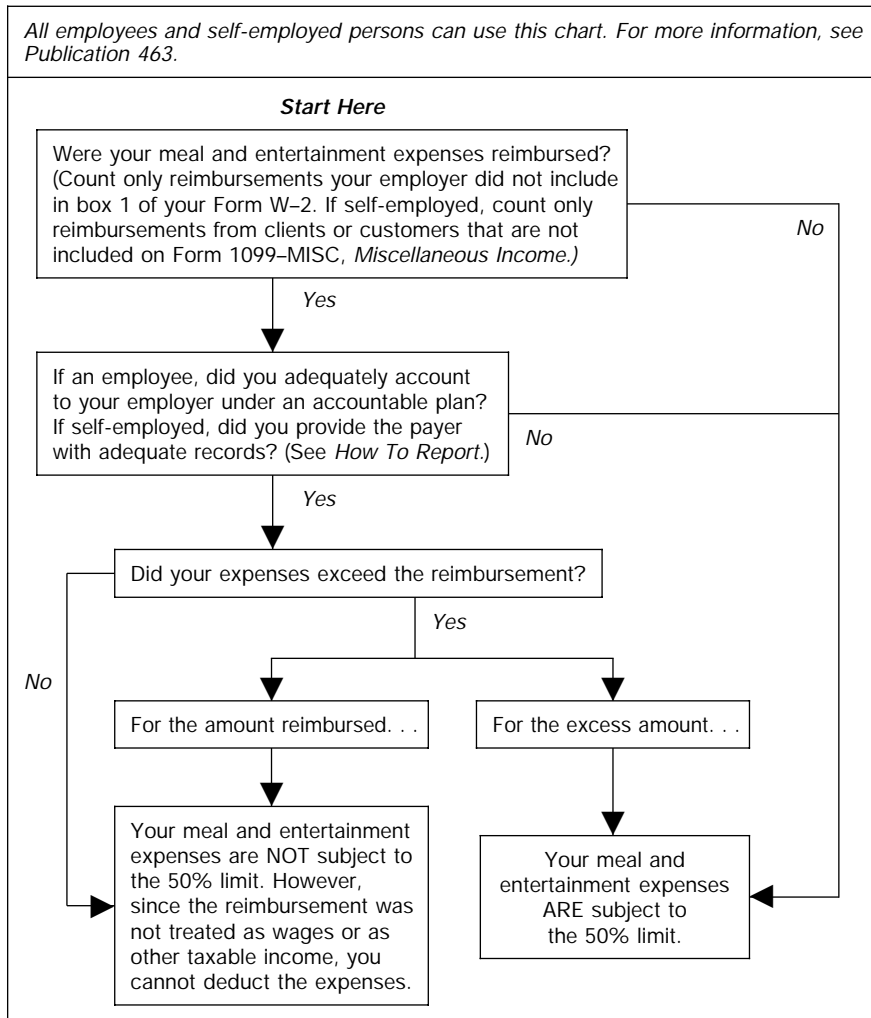 All employees and self-employed persons can use this chart. For more information, see
Publication 463.
Start Here
Were your meal and entertainment expenses reimbursed?
(Count only reimbursements your employer did not include
in box 1 of your Form W–2. If self-employed, count only
reimbursements from clients or customers that are not
included on Form 1099–MISC, Miscellaneous Income.)
No
Yes
If an employee, did you adequately account
to your employer under an accountable plan?
If self-employed, did you provide the payer
with adequate records? (See How To Report.)
No
Yes
Did your expenses exceed the reimbursement?
Yes
No
For the amount reimbursed. . .
For the excess amount. . .
Your meal and entertainment
expenses are NOT subject to
the 50% limit. However,
since the reimbursement was
not treated as wages or as
other taxable income, you
cannot deduct the expenses.
Your meal and
entertainment expenses
ARE subject to
the 50% limit.